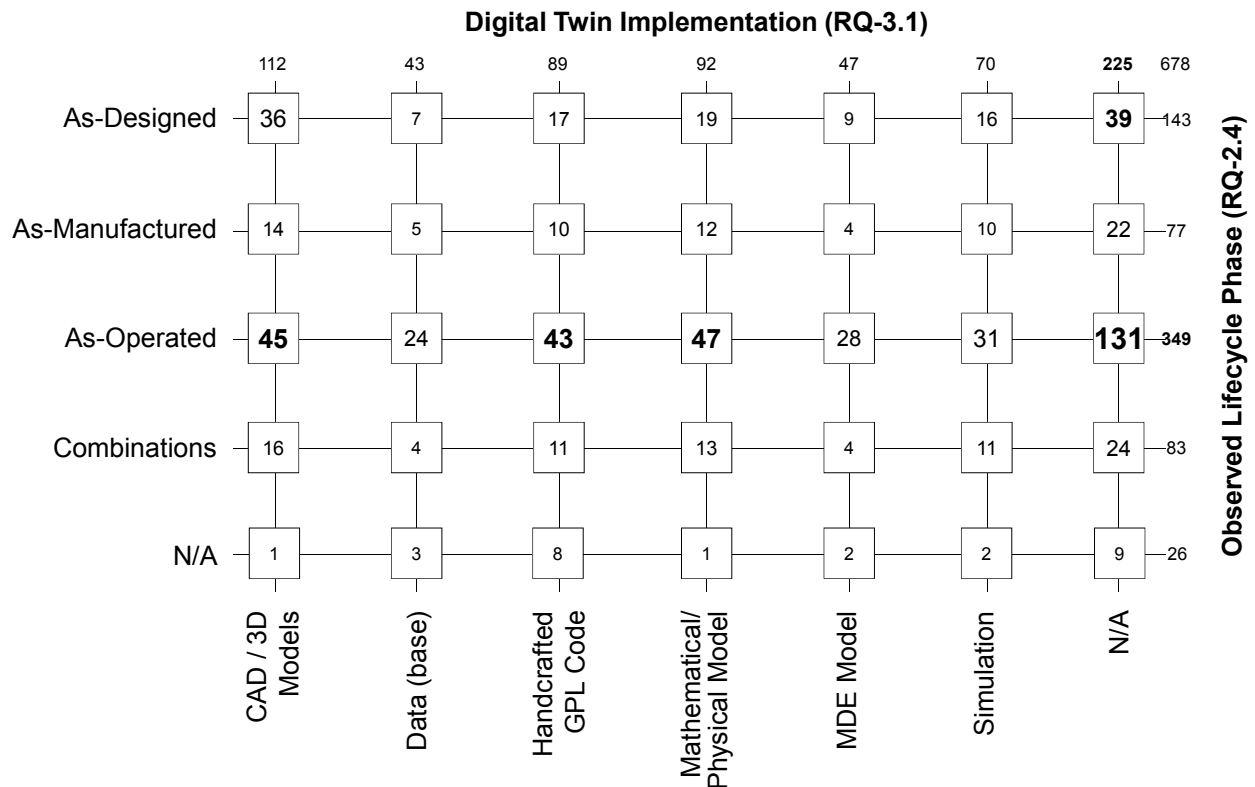 Digital Twin Implementation (RQ-3.1)
112 43 89 92 47 70 225 678
As-Designed 36 7 17 19 9 16 39 143
As-Manufactured 14 5 10 12 4 10 22 77
As-Operated 45 24 43 47 28 31 131 349
Combinations 16 4 11 13 4 11 24 83
N/A 1 3 8 1 2 2 9 26
CAD / 3D
Models
Data (base)
Handcrafted
GPL Code
Mathematical/
Physical Model
MDE Model
Simulation
N/A
Observed Lifecycle Phase (RQ-2.4)